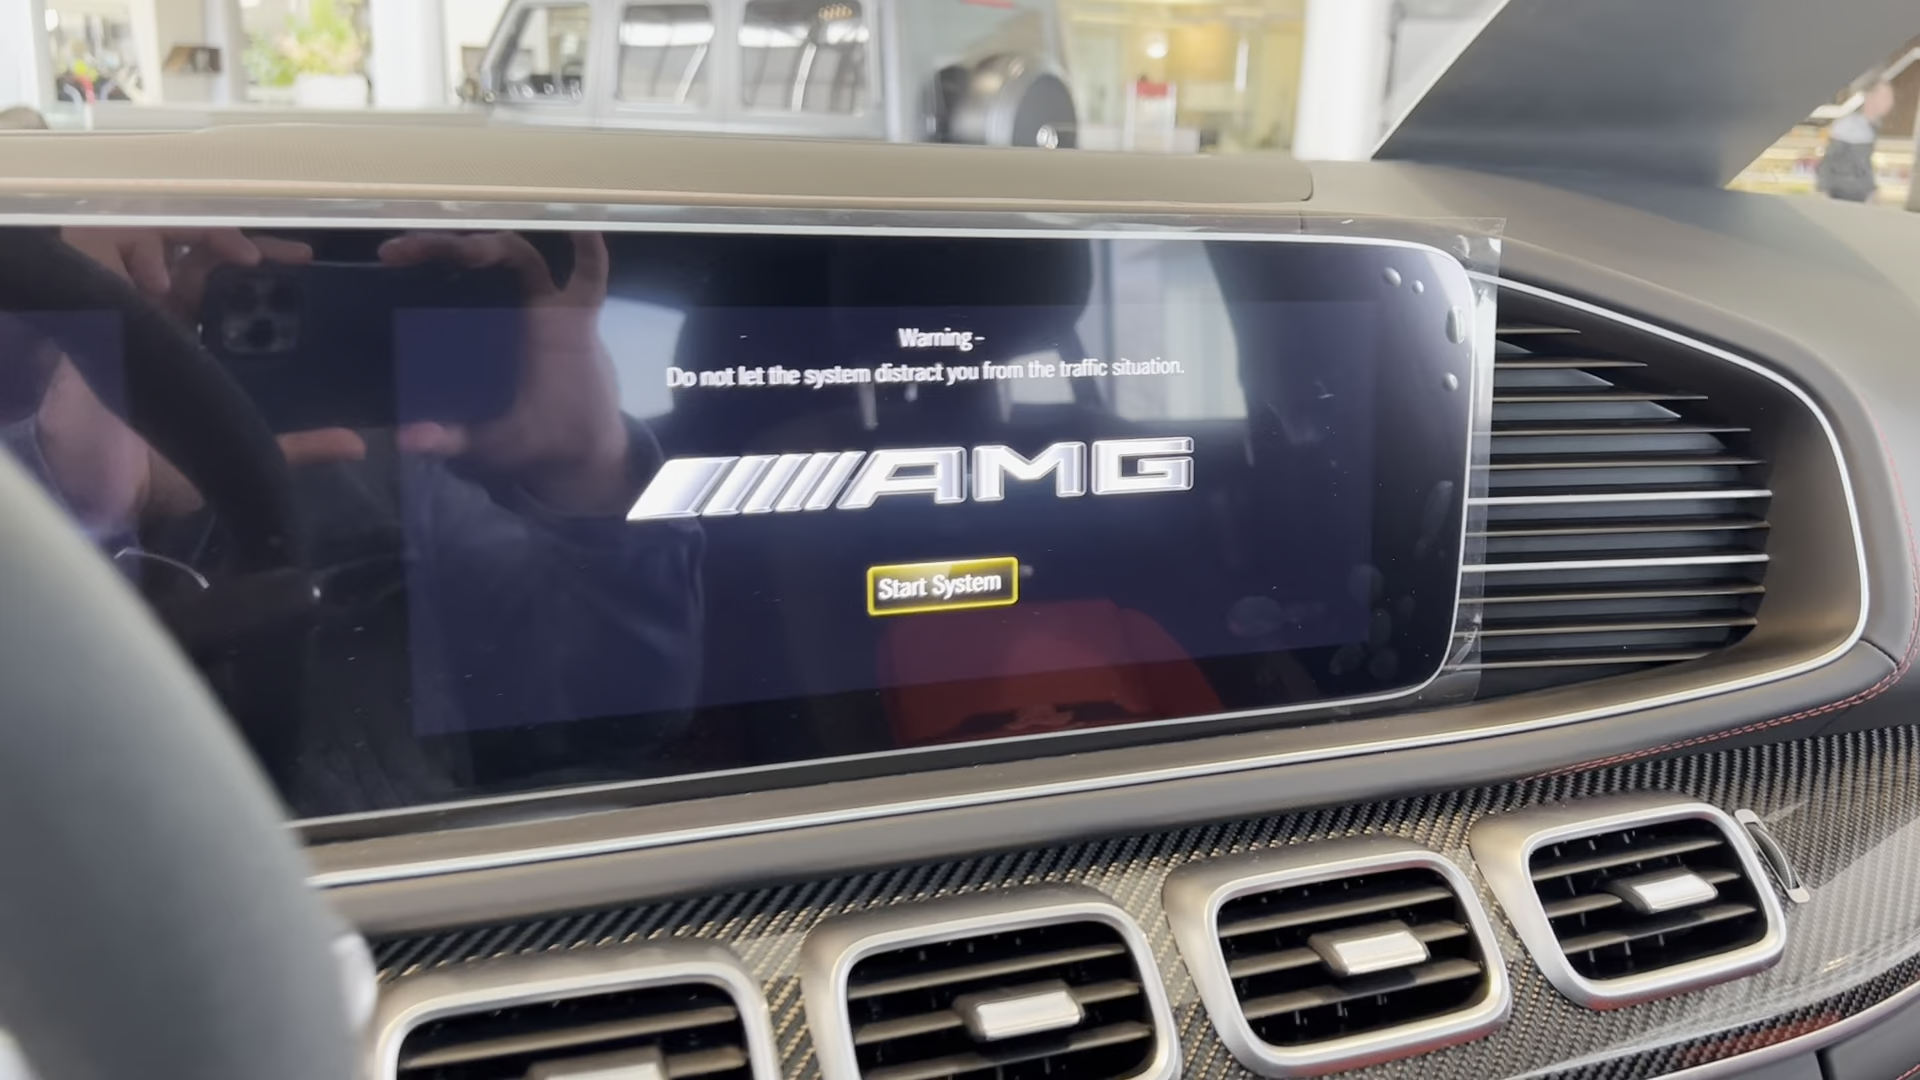 Warning -
Do not let the system distract you from the traffic situation.
AMG
Start System